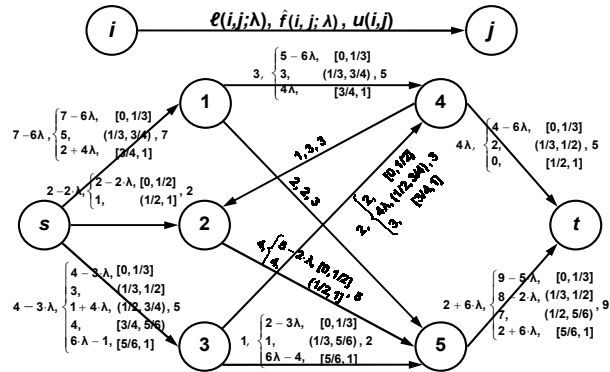 i
ℓ(i,j;λ), f̂(i,j; λ), u(i,j)
j
5 – 6λ, [0,1/3]
3, { 3, (1/3, 3/4) , 5
4λ, [3/4, 1]
1
4
7 – 6λ, [0,1/3]
7 – 6λ, { 5, (1/3, 3/4) , 7
2 + 4λ, [3/4, 1]
4 – 6λ, [0,1/3]
4λ, { 2, (1/3, 1/2) , 5
0, [1/2, 1]
1, 3, 3
2, 2, 3
2, [0,1/2]
2, { 4λ, (1/2, 3/4) , 3
3, [3/4, 1]
2 – 2·λ, { 2 – 2·λ, [0,1/2]
1, (1/2, 1] , 2
s
2
t
4, { 5 – 2·λ, [0,1/2]
4, (1/2, 1] , 5
4 – 3·λ, [0,1/3]
3, (1/3, 1/2)
4 – 3·λ, { 1 + 4·λ, (1/2, 3/4) , 5
4, [3/4, 5/6)
6·λ – 1, [5/6, 1]
9 – 5·λ, [0,1/3]
2 + 6·λ, { 8 – 2·λ, (1/3, 1/2] , 9
7, (1/2, 5/6)
2 + 6·λ, [5/6, 1]
3
2 – 3λ, [0,1/3]
1, { 1, (1/3, 5/6) , 2
6λ – 4, [5/6, 1]
5